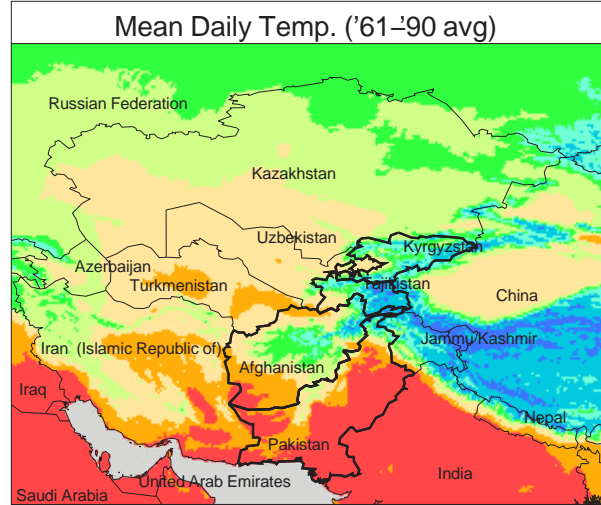 Mean Daily Temp. (’61–’90 avg)
Russian Federation
Kazakhstan
Uzbekistan
Kyrgyzstan
Azerbaijan
Turkmenistan
Tajikistan
China
Iran (Islamic Republic of)
Jammu/Kashmir
Afghanistan
Iraq
Nepal
Pakistan
India
United Arab Emirates
Saudi Arabia